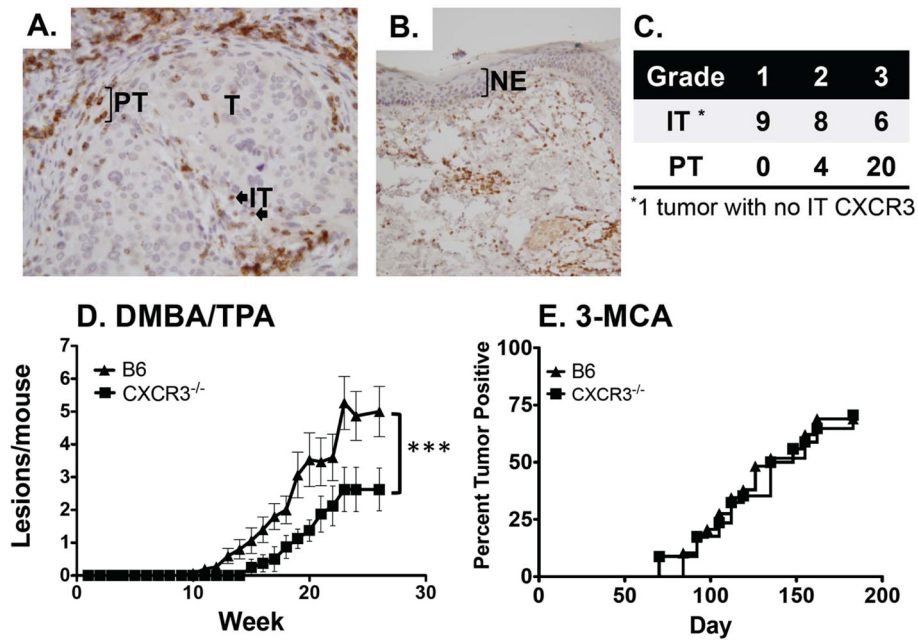 A.
PT
T
IT
B.
NE
C.
Grade 1 2 3
IT * 9 8 6
PT 0 4 20
*1 tumor with no IT CXCR3
D. DMBA/TPA
Lesions/mouse
7
6
5
4
3
2
1
0
B6
CXCR3-/-
***
0 10 20 30
Week
E. 3-MCA
Percent Tumor Positive
100
75
50
25
0
B6
CXCR3-/-
0 50 100 150 200
Day